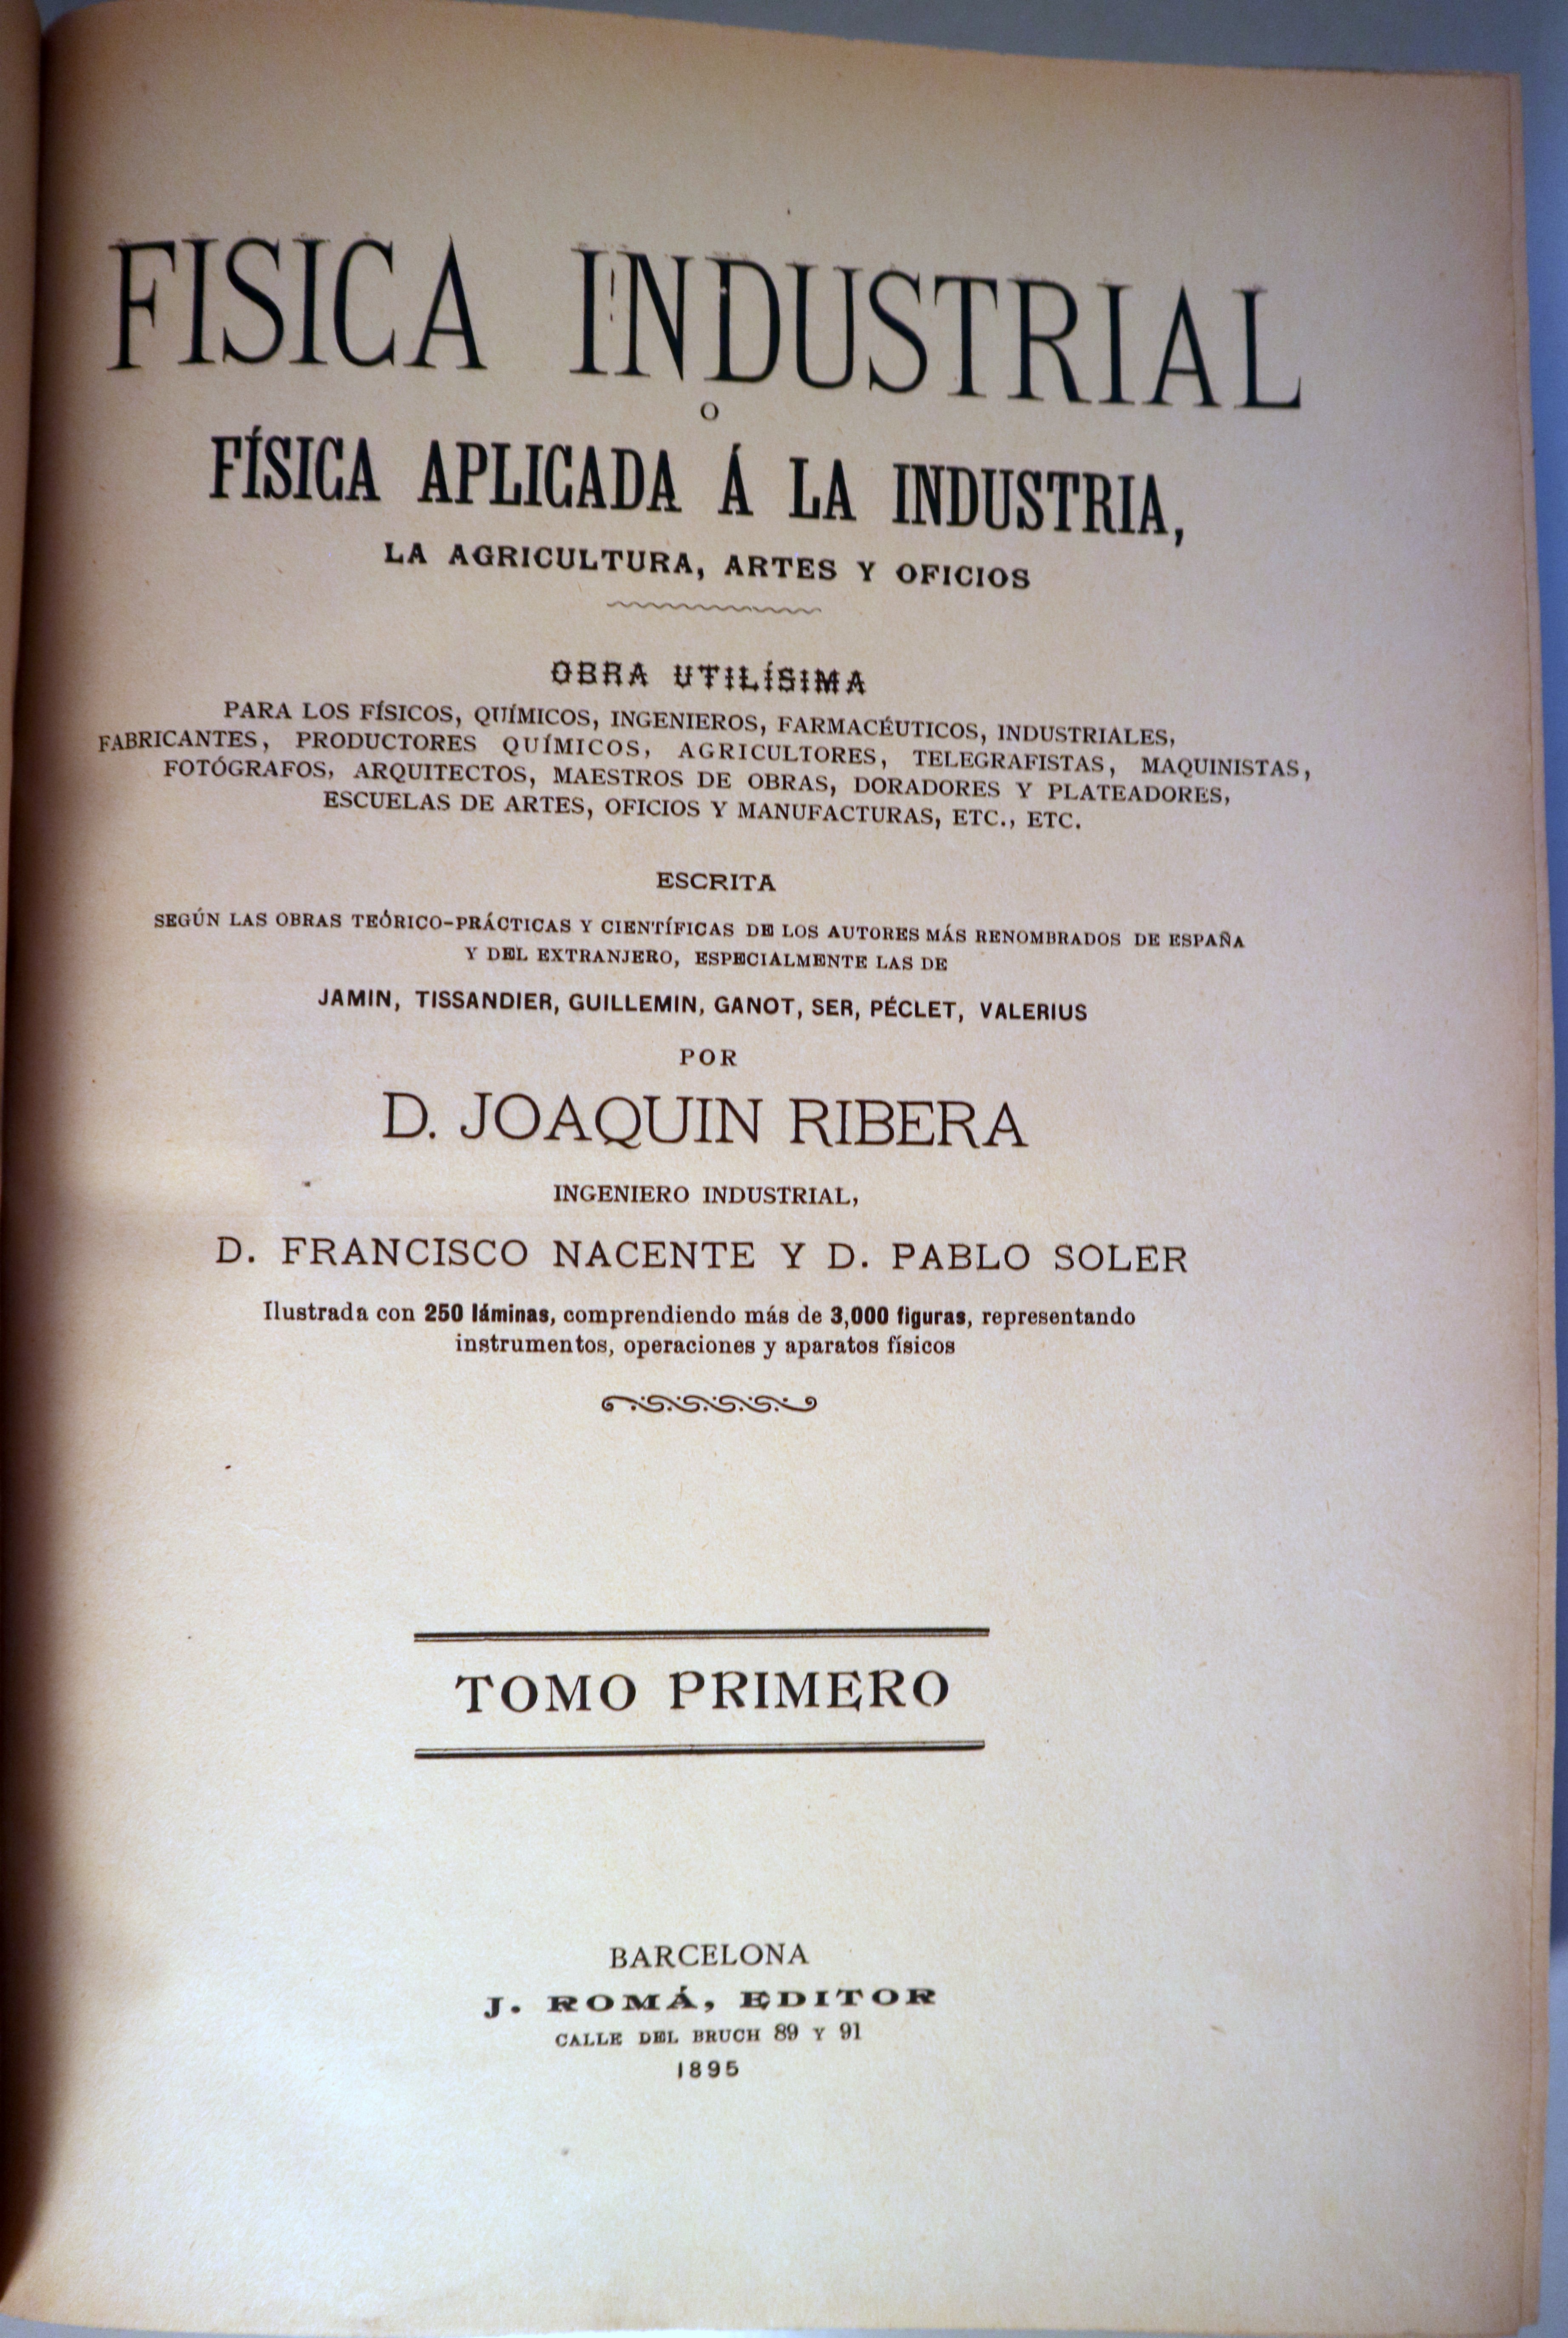 FISICA INDUSTRIAL
O
FÍSICA APLICADA Á LA INDUSTRIA,
LA AGRICULTURA, ARTES Y OFICIOS
OBRA UTILÍSIMA
PARA LOS FÍSICOS, QUÍMICOS, INGENIEROS, FARMACÉUTICOS, INDUSTRIALES,
FABRICANTES, PRODUCTORES QUÍMICOS, AGRICULTORES, TELEGRAFISTAS, MAQUINISTAS,
FOTÓGRAFOS, ARQUITECTOS, MAESTROS DE OBRAS, DORADORES Y PLATEADORES,
ESCUELAS DE ARTES, OFICIOS Y MANUFACTURAS, ETC., ETC.
ESCRITA
SEGÚN LAS OBRAS TEÓRICO-PRÁCTICAS Y CIENTÍFICAS DE LOS AUTORES MÁS RENOMBRADOS DE ESPAÑA
Y DEL EXTRANJERO, ESPECIALMENTE LAS DE
JAMIN, TISSANDIER, GUILLEMIN, GANOT, SER, PÉCLET, VALERIUS
POR
D. JOAQUIN RIBERA
INGENIERO INDUSTRIAL,
D. FRANCISCO NACENTE Y D. PABLO SOLER
Ilustrada con 250 láminas, comprendiendo más de 3,000 figuras, representando
instrumentos, operaciones y aparatos físicos
TOMO PRIMERO
BARCELONA
J. ROMÁ, EDITOR
CALLE DEL BRUCH 89 Y 91
1895